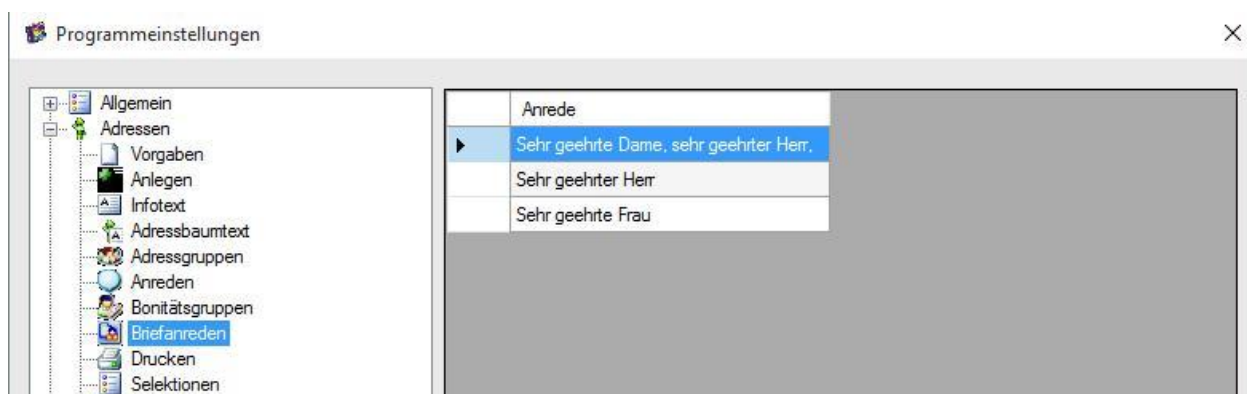 Programmeinstellungen
Allgemein
Adressen
Vorgaben
Anlegen
Infotext
Adressbaumtext
Adressgruppen
Anreden
Bonitätsgruppen
Briefanreden
Drucken
Selektionen
Anrede
Sehr geehrte Dame, sehr geehrter Herr,
Sehr geehrter Herr
Sehr geehrte Frau